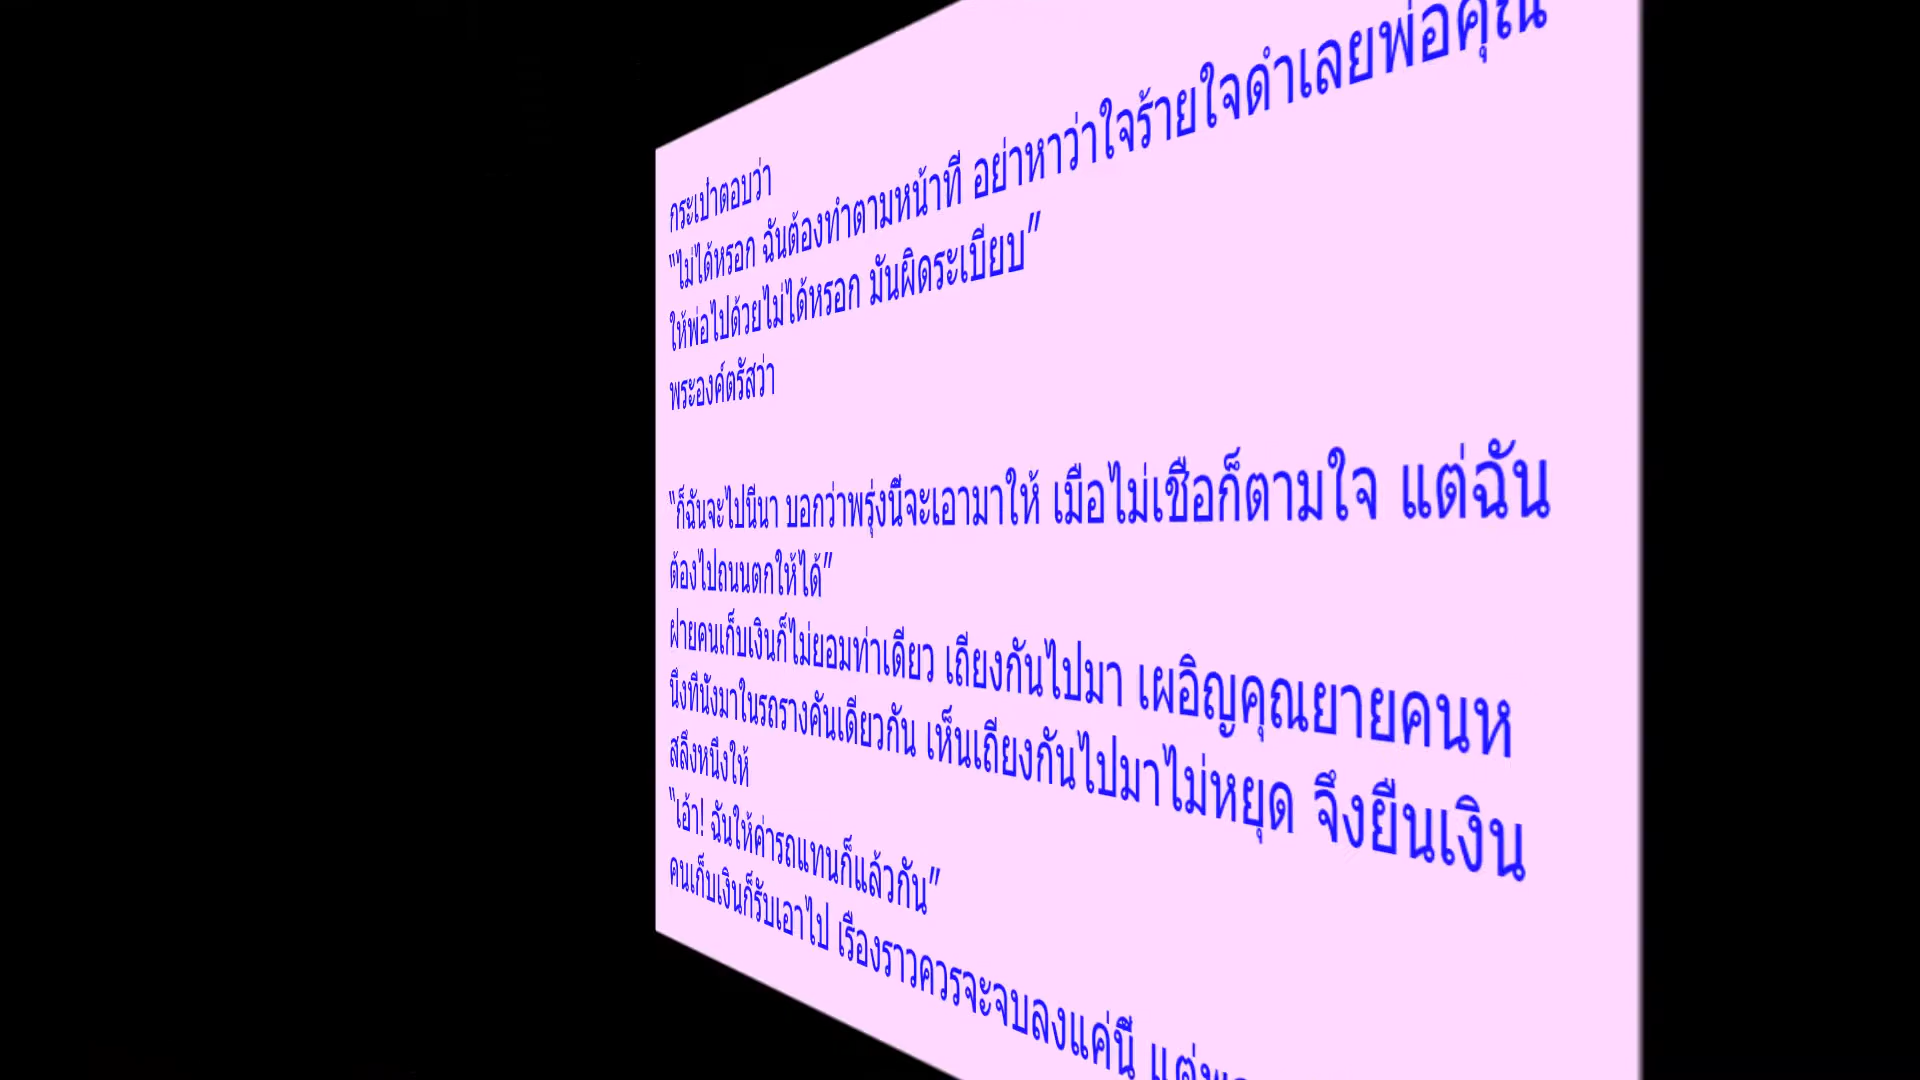 กระเป๋าตอบว่า
“ไม่ได้หรอก ฉันต้องทำตามหน้าที่ อย่าหาว่าใจร้ายใจดำเลยพ่อคุณ
ให้พ่อไปด้วยไม่ได้หรอก มันผิดระเบียบ”
พระองค์ตรัสว่า
“ก็ฉันจะไปนี่นา บอกว่าพรุ่งนี้จะเอามาให้ เมื่อไม่เชื่อก็ตามใจ แต่ฉัน
ต้องไปถนนตกให้ได้”
ฝ่ายคนเก็บเงินก็ไม่ยอมท่าเดียว เถียงกันไปมา เผอิญคุณยายคนห
นึ่งที่นั่งมาในรถรางคันเดียวกัน เห็นเถียงกันไปมาไม่หยุด จึงยื่นเงิน
สลึงหนึ่งให้
“เอ้า! ฉันให้ค่ารถแทนก็แล้วกัน”
คนเก็บเงินก็รับเอาไป เรื่องราวควรจะจบลงแค่นี้